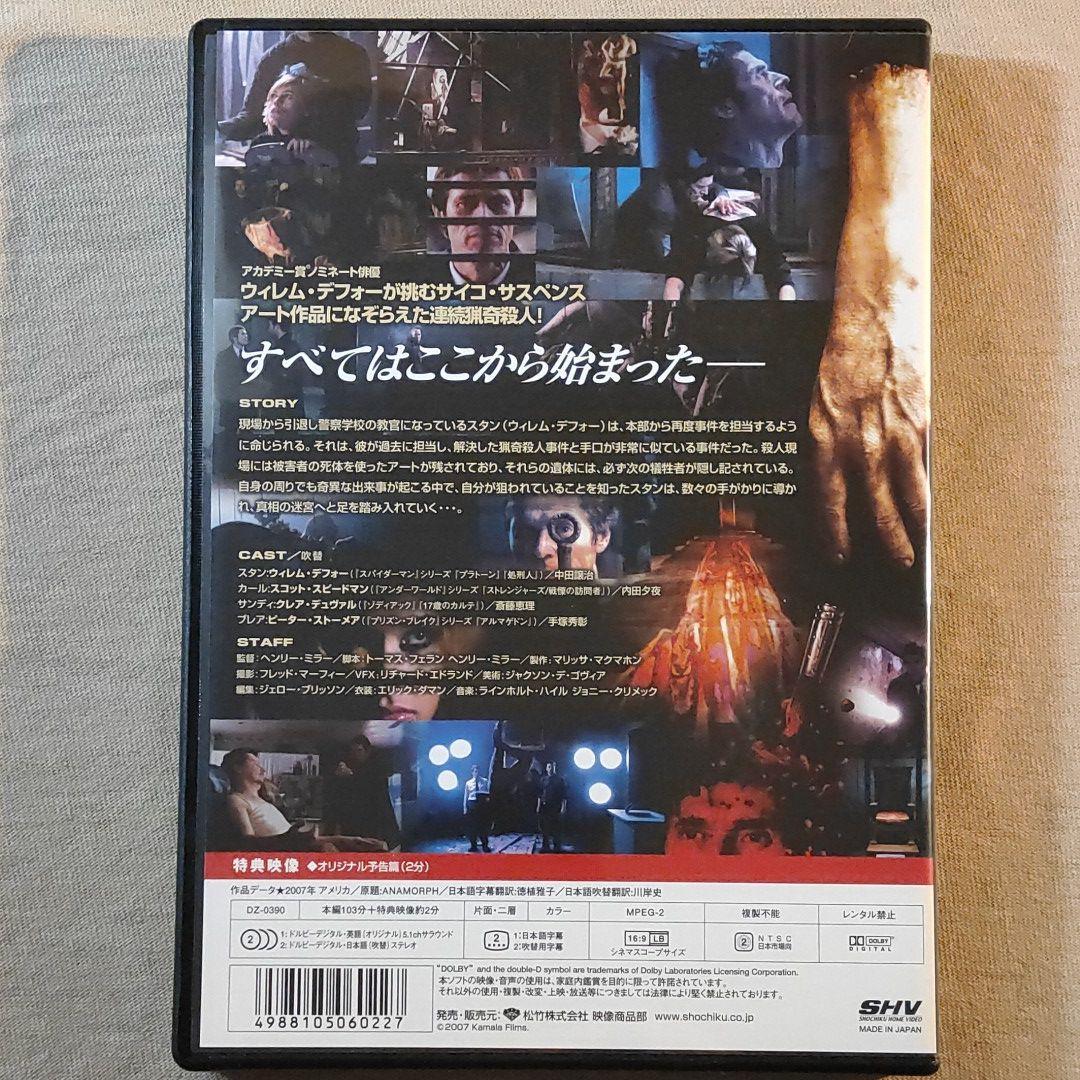 アカデミー賞ノミネート俳優
ウィレム・デフォーが挑むサイコ・サスペンス
アート作品になぞらえた連続猟奇殺人!
すべてはここから始まった――
STORY
現場から引退し警察学校の教官になっているスタン(ウィレム・デフォー)は、本部から再度事件を担当するよう
に命じられる。それは、彼が過去に担当し、解決した猟奇殺人事件と手口が非常に似ている事件だった。殺人現
場には被害者の死体を使ったアートが残されており、それらの遺体には、必ず次の犠牲者が隠し記されている。
自身の周りでも奇異な出来事が起こる中で、自分が狙われていることを知ったスタンは、数々の手がかりに導か
れ、真相の迷宮へと足を踏み入れていく・・・。
CAST/吹替
スタン:ウィレム・デフォー(『スパイダーマン』シリーズ『プラトーン』『処刑人』)/中田譲治
カール:スコット・スピードマン(『アンダーワールド』シリーズ『ストレンジャーズ/戦慄の訪問者』)/内田夕夜
サンディ:クレア・デュヴァル(『ゾディアック』『17歳のカルテ』)/斎藤恵理
ブレア:ピーター・ストーメア(『プリズン・ブレイク』シリーズ『アルマゲドン』)/手塚秀彰
STAFF
監督:ヘンリー・ミラー/脚本:トーマス・フェラン ヘンリー・ミラー/製作:マリッサ・マクマホン
撮影:フレッド・マーフィー/VFX:リチャード・エドランド/美術:ジャクソン・デ・ゴヴィア
編集:ジェロー・ブリッソン/衣装:エリック・ダマン/音楽:ラインホルト・ハイル ジョニー・クリメック
特典映像 ◆オリジナル予告篇(2分)
作品データ★2007年 アメリカ/原題:ANAMORPH/日本語字幕翻訳:徳植雅子/日本語吹替翻訳:川岸史
DZ-0390 本編103分+特典映像約2分 片面・二層 カラー MPEG-2 複製不能 レンタル禁止
2 1:ドルビーデジタル・英語[オリジナル]5.1chサラウンド 2 1:日本語字幕 16:9 LB 2 NTSC DOLBY
2:ドルビーデジタル・日本語(吹替)ステレオ 2:吹替用字幕 シネマスコープサイズ 日本市場向 DIGITAL
"DOLBY" and the double-D symbol are trademarks of Dolby Laboratories Licensing Corporation.
本ソフトの映像・音声の使用は、家庭内鑑賞を目的に限って許諾されています。
それ以外の使用・複製・改変・上映・放送等につきましては法律により堅く禁止されております。
4988105060227
発売・販売元: 松竹株式会社 映像商品部 www.shochiku.co.jp
©2007 Kamala Films.
SHV
SHOCHIKU HOME VIDEO
MADE IN JAPAN